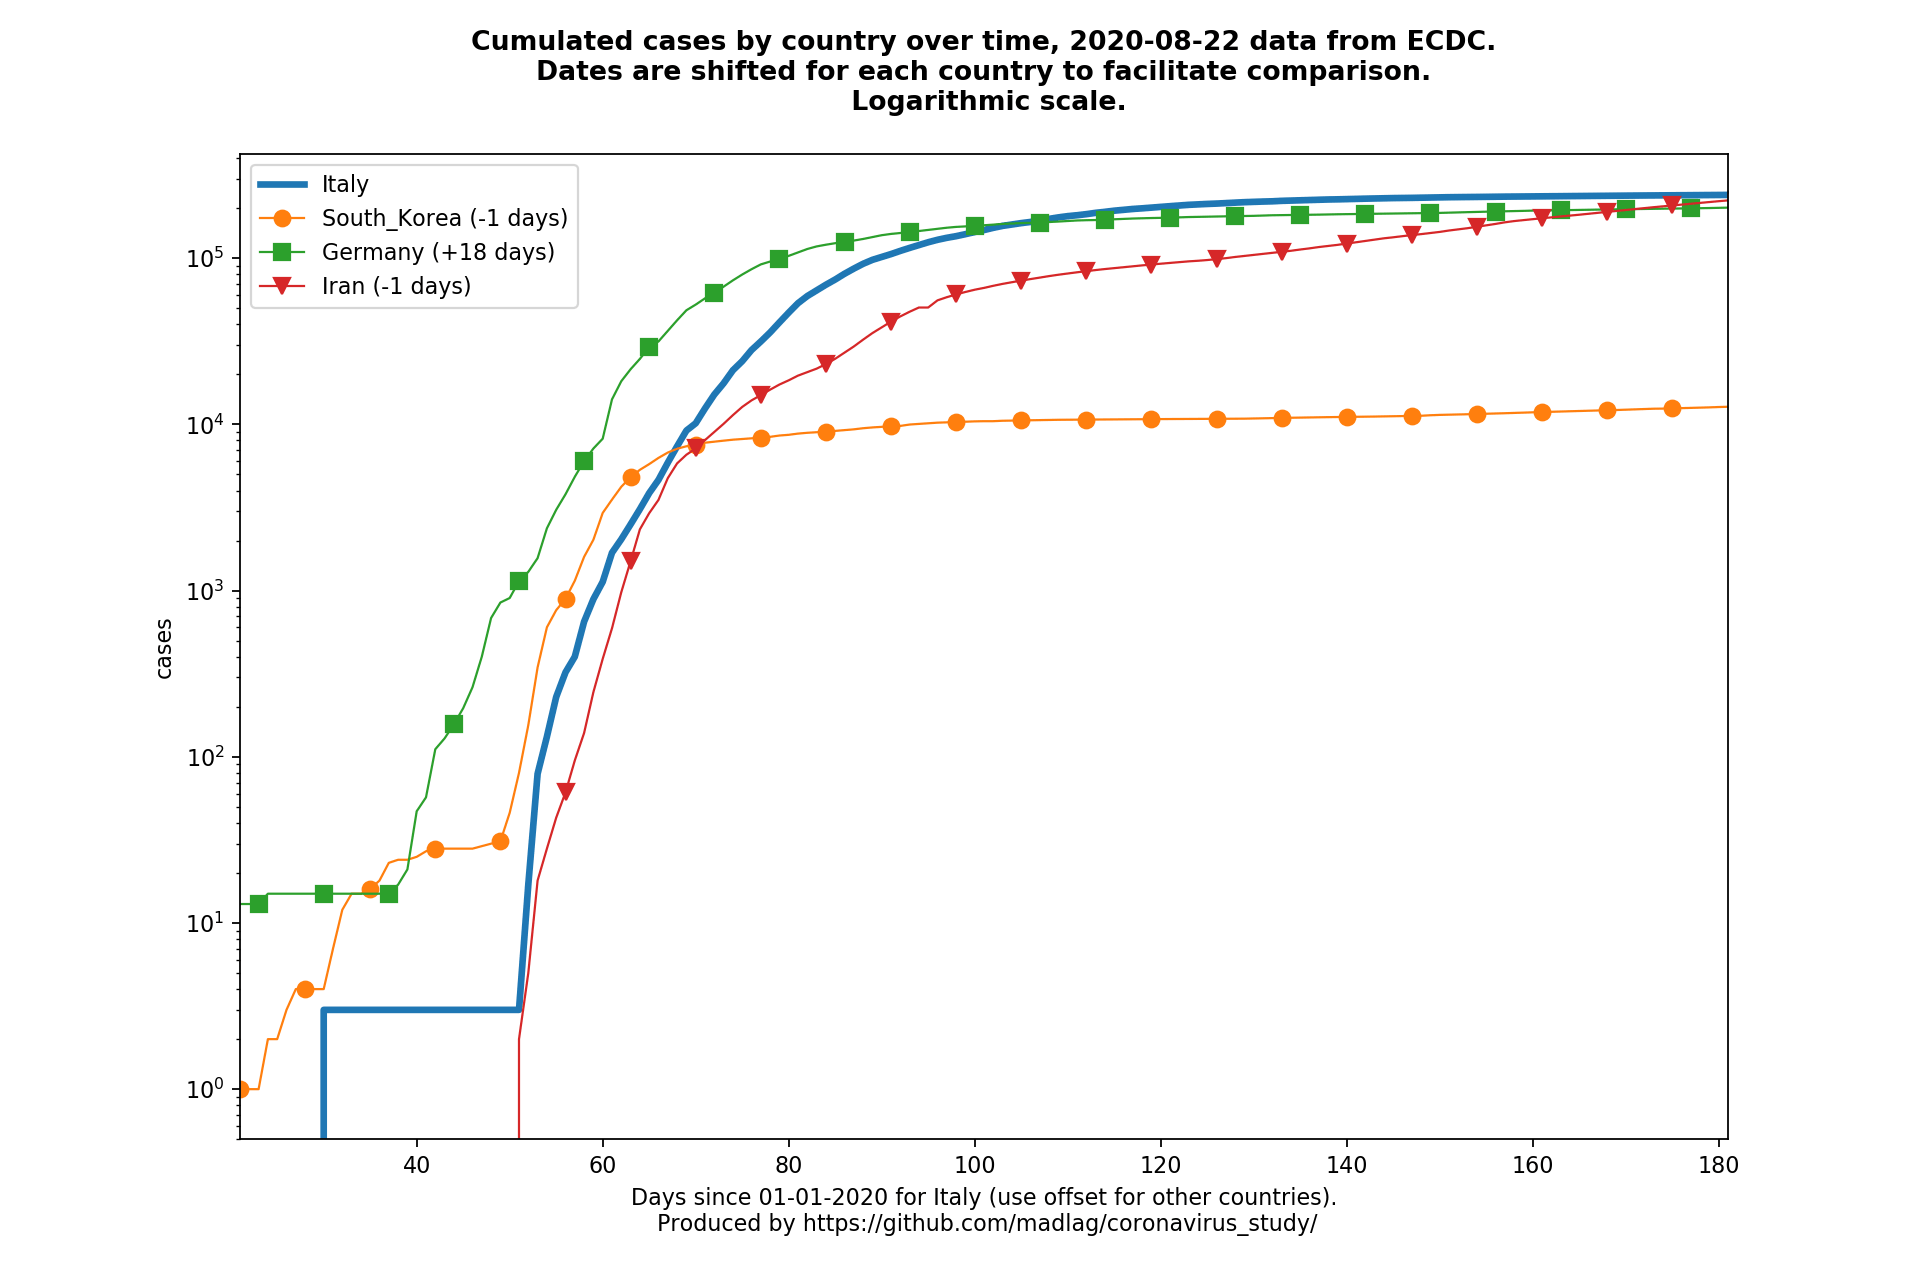 Cumulated cases by country over time, 2020-08-22 data from ECDC.
Dates are shifted for each country to facilitate comparison.
Logarithmic scale.
Italy
South_Korea (-1 days)
Germany (+18 days)
Iran (-1 days)
10^5
10^4
10^3
10^2
10^1
10^0
cases
40 60 80 100 120 140 160 180
Days since 01-01-2020 for Italy (use offset for other countries).
Produced by https://github.com/madlag/coronavirus_study/